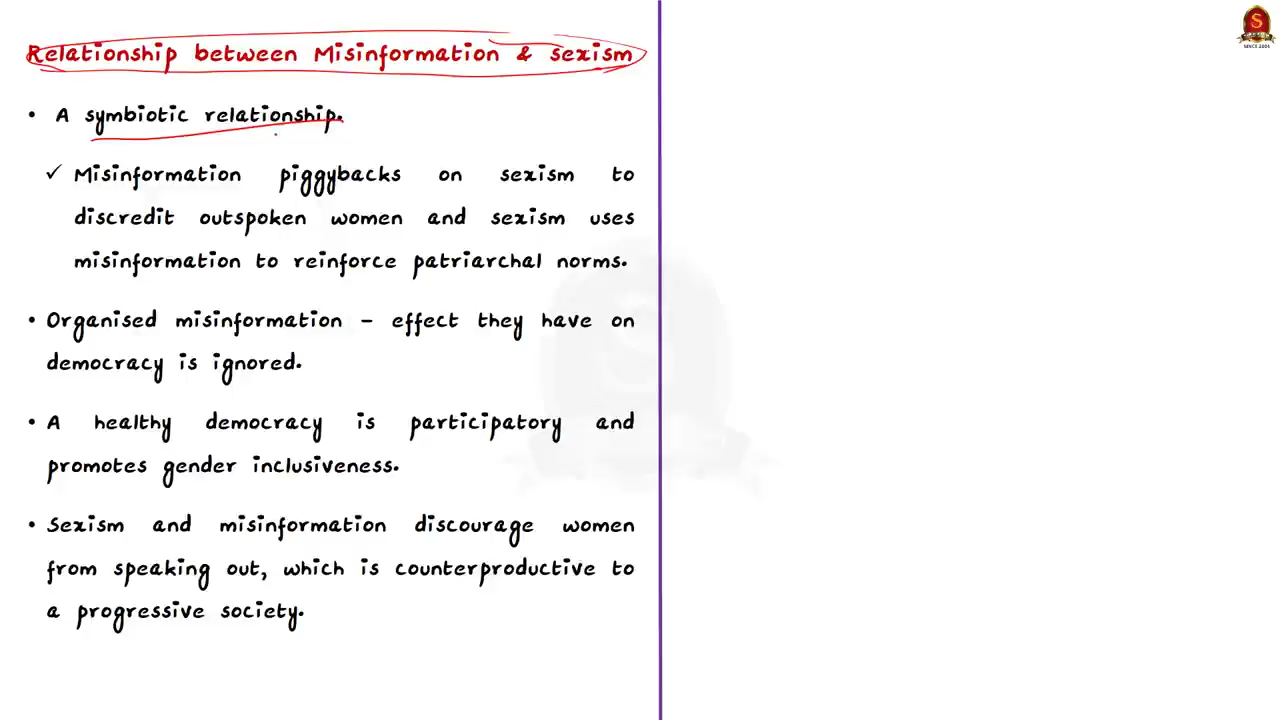 Relationship between Misinformation & sexism
• A symbiotic relationship.
✓ Misinformation piggybacks on sexism to
discredit outspoken women and sexism uses
misinformation to reinforce patriarchal norms.
• Organised misinformation – effect they have on
democracy is ignored.
• A healthy democracy is participatory and
promotes gender inclusiveness.
• Sexism and misinformation discourage women
from speaking out, which is counterproductive to
a progressive society.
S
SINCE 2004